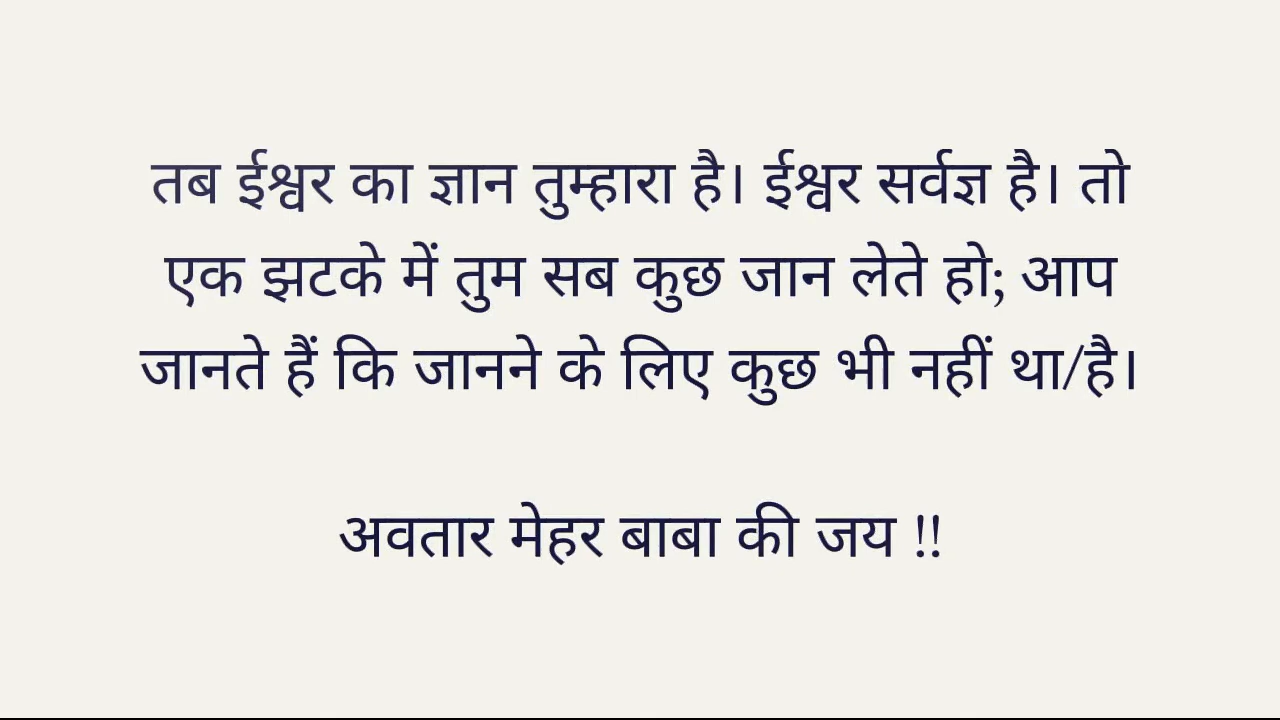 तब ईश्वर का ज्ञान तुम्हारा है। ईश्वर सर्वज्ञ है। तो
एक झटके में तुम सब कुछ जान लेते हो; आप
जानते हैं कि जानने के लिए कुछ भी नहीं था/है।
अवतार मेहर बाबा की जय !!